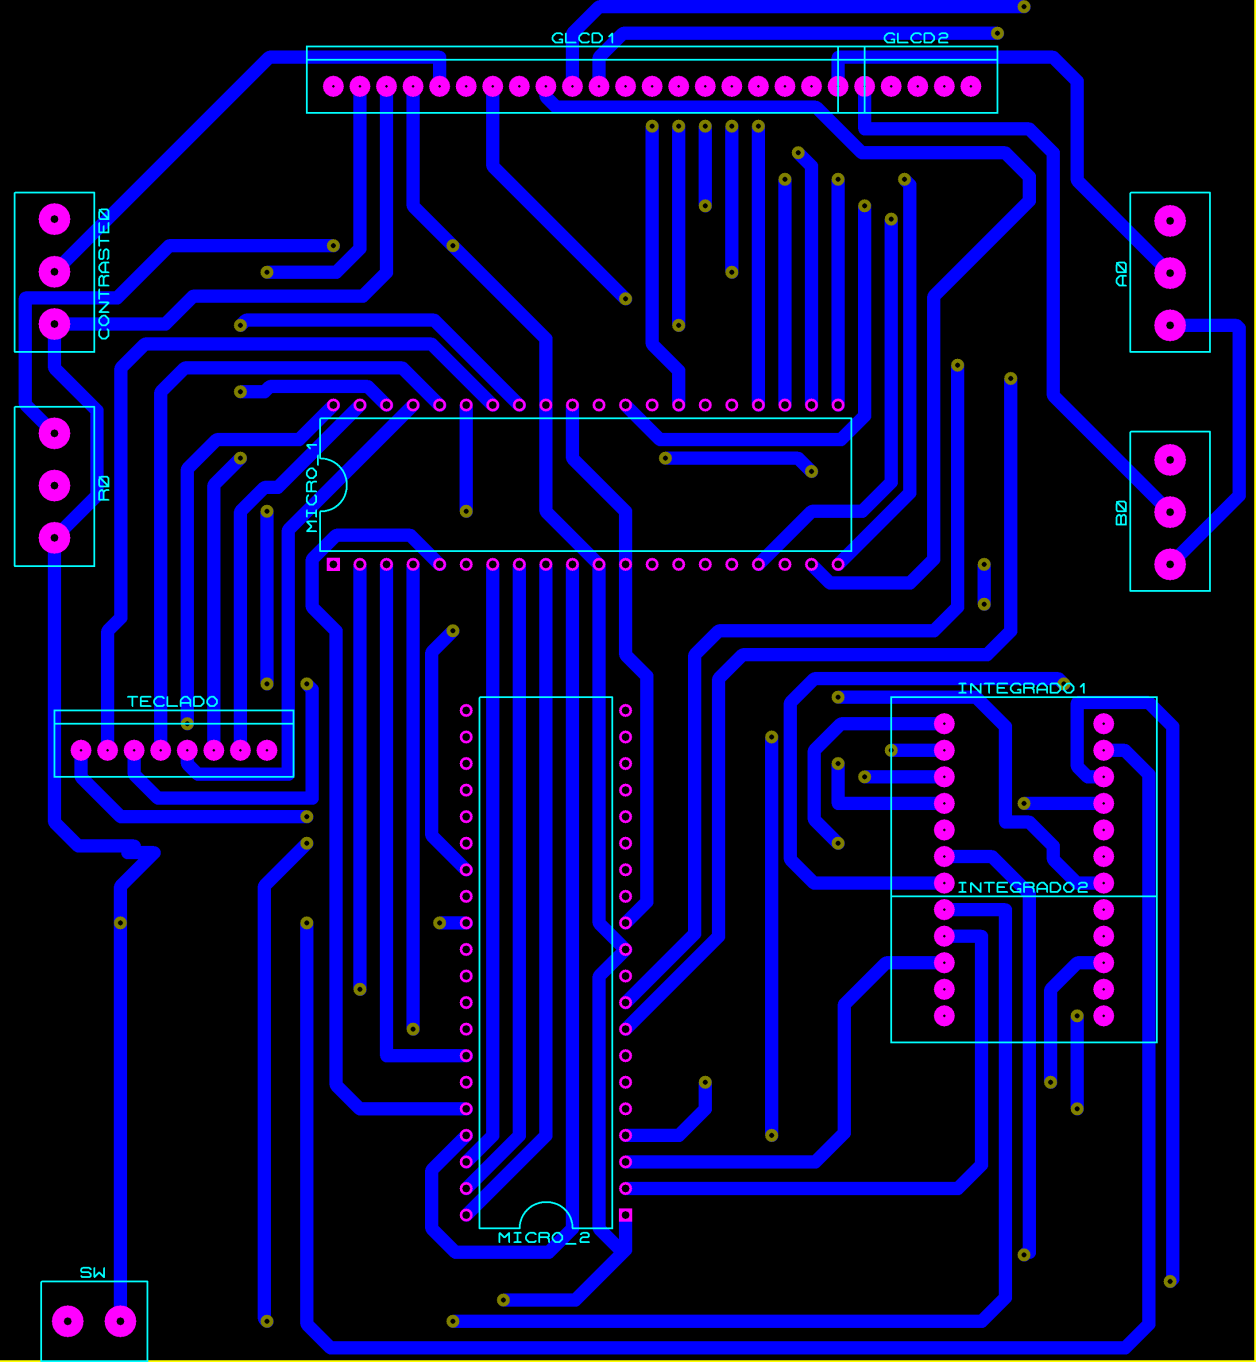 GLCD1
GLCD2
CONTRASTE0
A0
MICRO_1
R0
B0
TECLADO
INTEGRADO1
INTEGRADO2
MICRO_2
SW